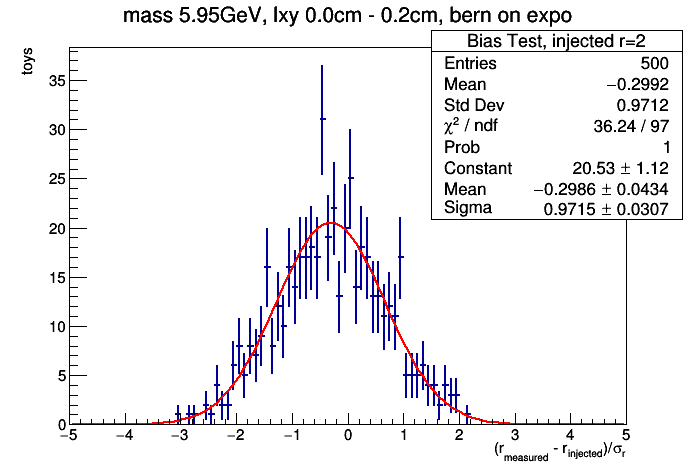 mass 5.95GeV, lxy 0.0cm - 0.2cm, bern on expo
Bias Test, injected r=2
Entries 500
Mean −0.2992
Std Dev 0.9712
χ² / ndf 36.24 / 97
Prob 1
Constant 20.53 ± 1.12
Mean −0.2986 ± 0.0434
Sigma 0.9715 ± 0.0307
toys
35
30
25
20
15
10
5
0
−5 −4 −3 −2 −1 0 1 2 3 4 5
(r_measured - r_injected)/σ_r